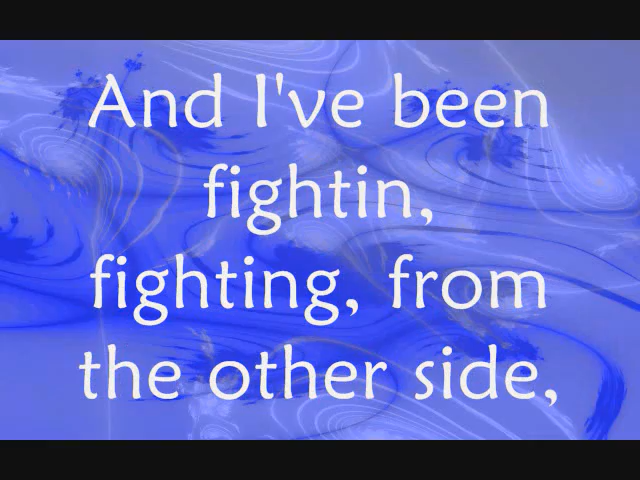 And I've been
fightin,
fighting, from
the other side,